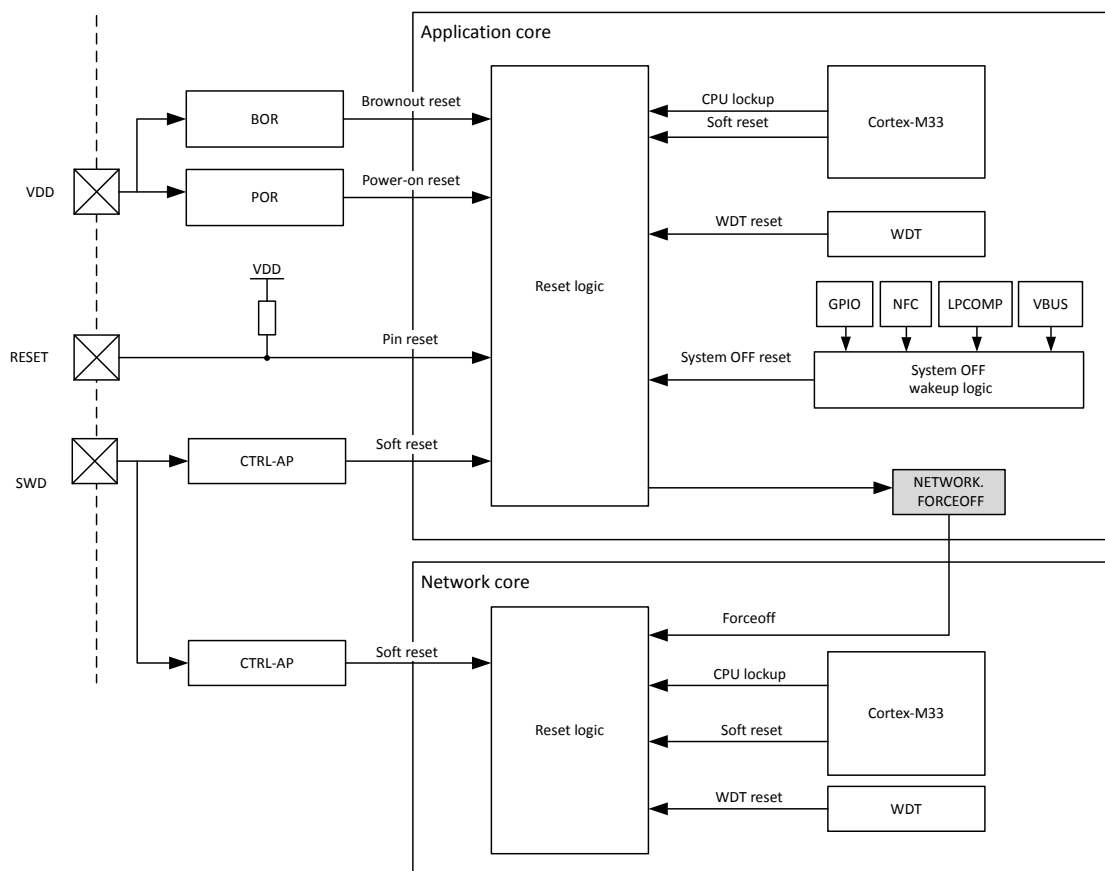 Application core
BOR
Brownout reset
POR
Power-on reset
VDD
VDD
RESET
Pin reset
SWD
CTRL-AP
Soft reset
Reset logic
CPU lockup
Soft reset
Cortex-M33
WDT reset
WDT
GPIO
NFC
LPCOMP
VBUS
System OFF reset
System OFF
wakeup logic
NETWORK.
FORCEOFF
Network core
CTRL-AP
Soft reset
Reset logic
Forceoff
CPU lockup
Soft reset
Cortex-M33
WDT reset
WDT